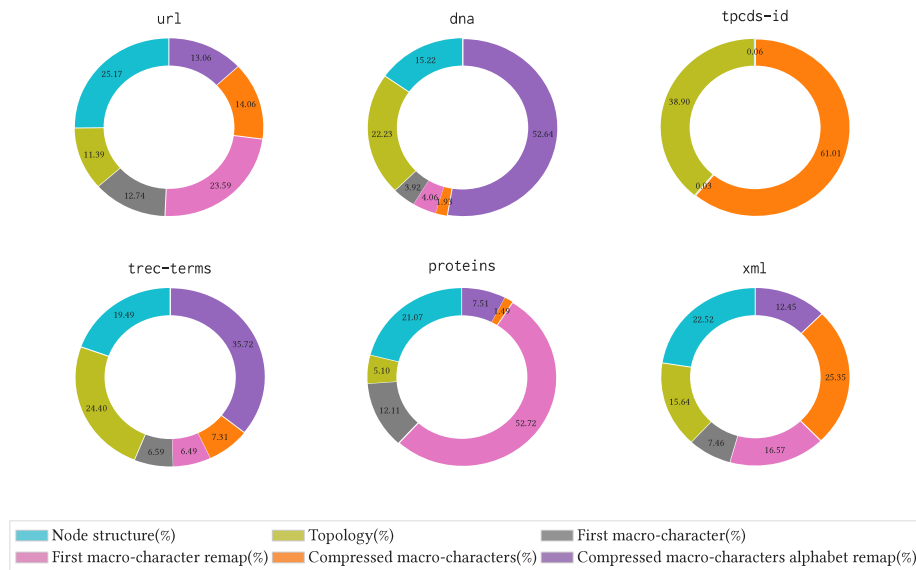 url dna tpcds-id
13.06 14.06 23.59 12.74 11.39 25.17
52.64 1.93 4.06 3.92 22.23 15.22
0.06 61.01 0.03 38.90
trec-terms proteins xml
35.72 7.31 6.49 6.59 24.40 19.49
7.51 1.49 52.72 12.11 5.10 21.07
12.45 25.35 16.57 7.46 15.64 22.52
Node structure(%) Topology(%) First macro-character(%)
First macro-character remap(%) Compressed macro-characters(%) Compressed macro-characters alphabet remap(%)